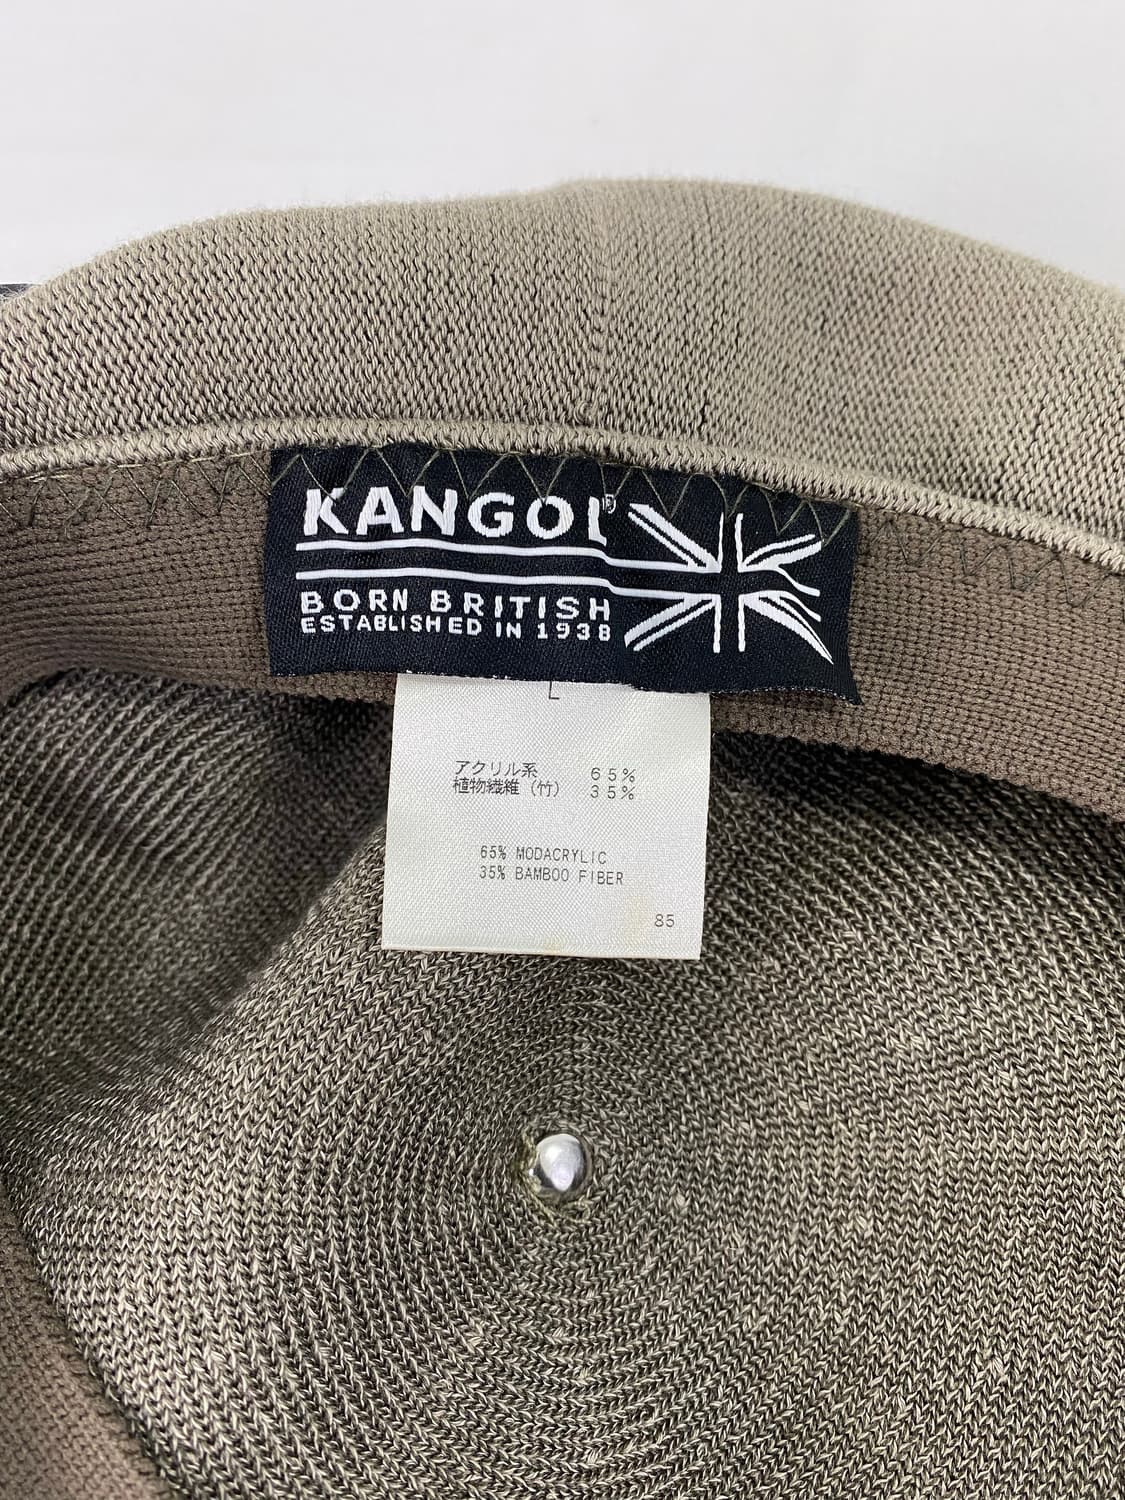 KANGOL®
BORN BRITISH
ESTABLISHED IN 1938
L
アクリル系 65%
植物繊維(竹) 35%
65% MODACRYLIC
35% BAMBOO FIBER
85